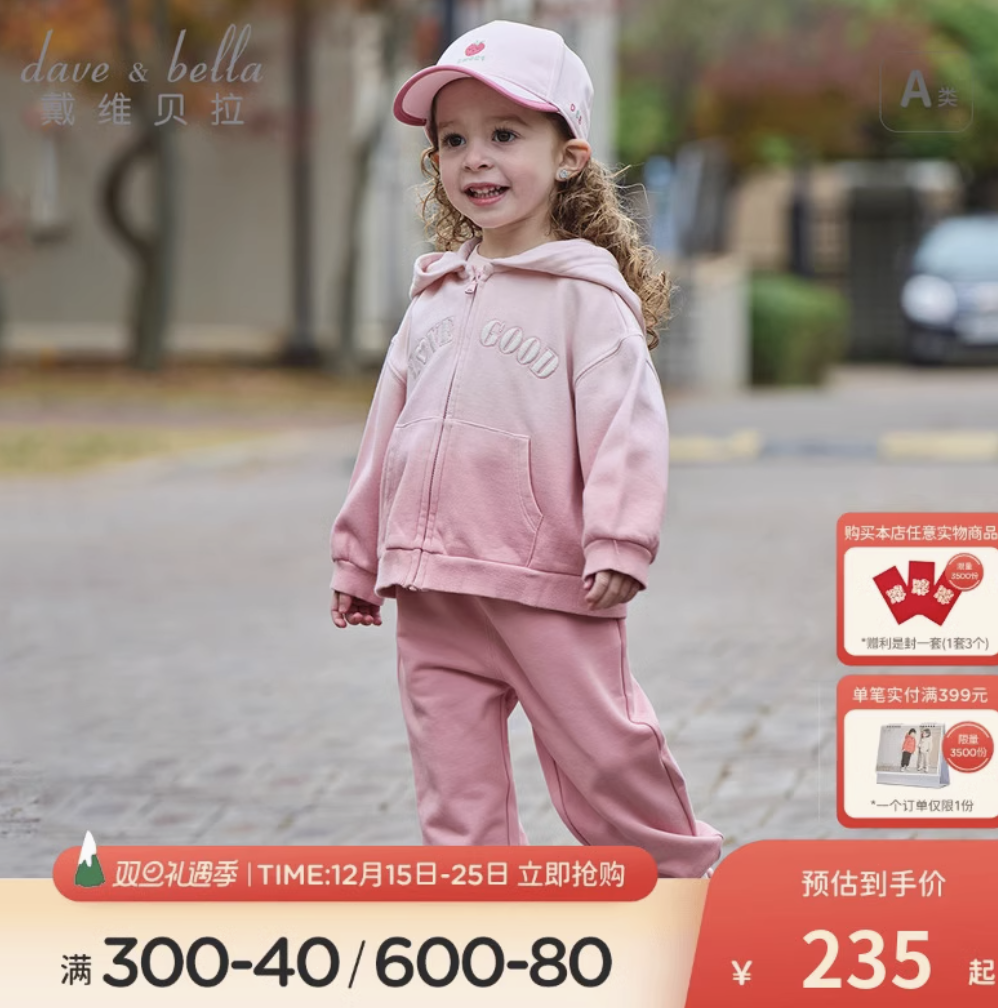 dave & bella
戴维贝拉
A类
GOOD
购买本店任意实物商品
限量
3500份
*赠利是封一套(1套3个)
单笔实付满399元
限量
3500份
*一个订单仅限1份
双旦礼遇季 | TIME:12月15日-25日 立即抢购
预估到手价
满300-40/600-80
¥ 235 起